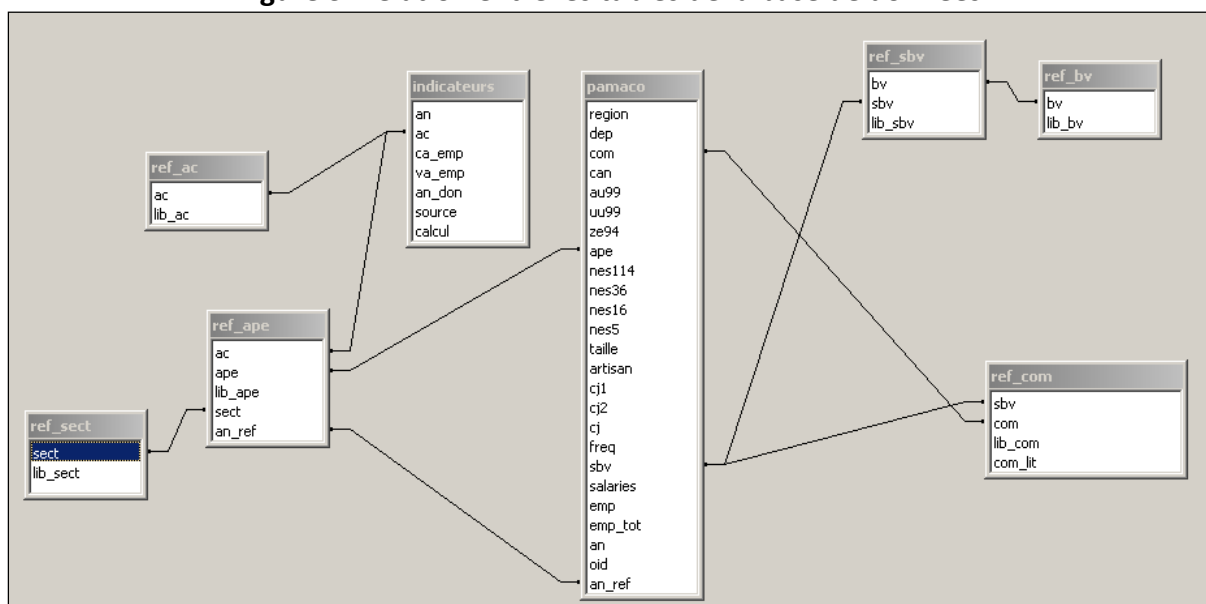 ref_ac
ac
lib_ac
indicateurs
an
ac
ca_emp
va_emp
an_don
source
calcul
ref_ape
ac
ape
lib_ape
sect
an_ref
ref_sect
sect
lib_sect
pamaco
region
dep
com
can
au99
uu99
ze94
ape
nes114
nes36
nes16
nes5
taille
artisan
cj1
cj2
cj
freq
sbv
salaries
emp
emp_tot
an
oid
an_ref
ref_sbv
bv
sbv
lib_sbv
ref_bv
bv
lib_bv
ref_com
sbv
com
lib_com
com_lit